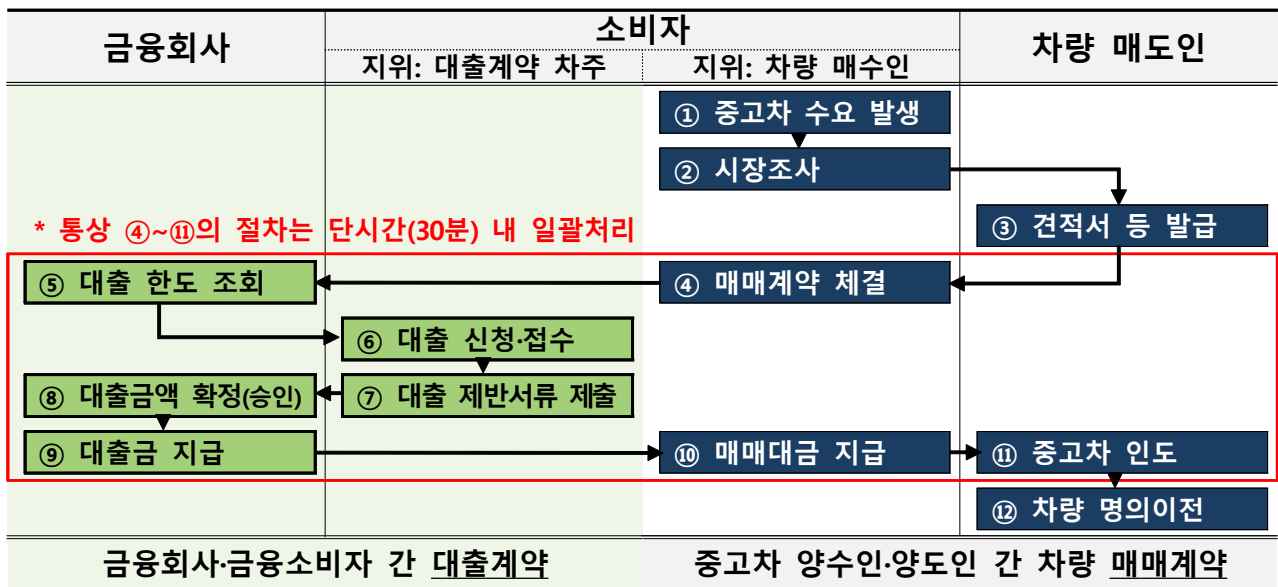 금융회사
소비자
차량 매도인
지위: 대출계약 차주
지위: 차량 매수인
① 중고차 수요 발생
② 시장조사
* 통상 ④~⑪의 절차는 단시간(30분) 내 일괄처리
③ 견적서 등 발급
⑤ 대출 한도 조회
④ 매매계약 체결
⑥ 대출 신청·접수
⑧ 대출금액 확정(승인)
⑦ 대출 제반서류 제출
⑨ 대출금 지급
⑩ 매매대금 지급
⑪ 중고차 인도
⑫ 차량 명의이전
금융회사·금융소비자 간 대출계약
중고차 양수인·양도인 간 차량 매매계약